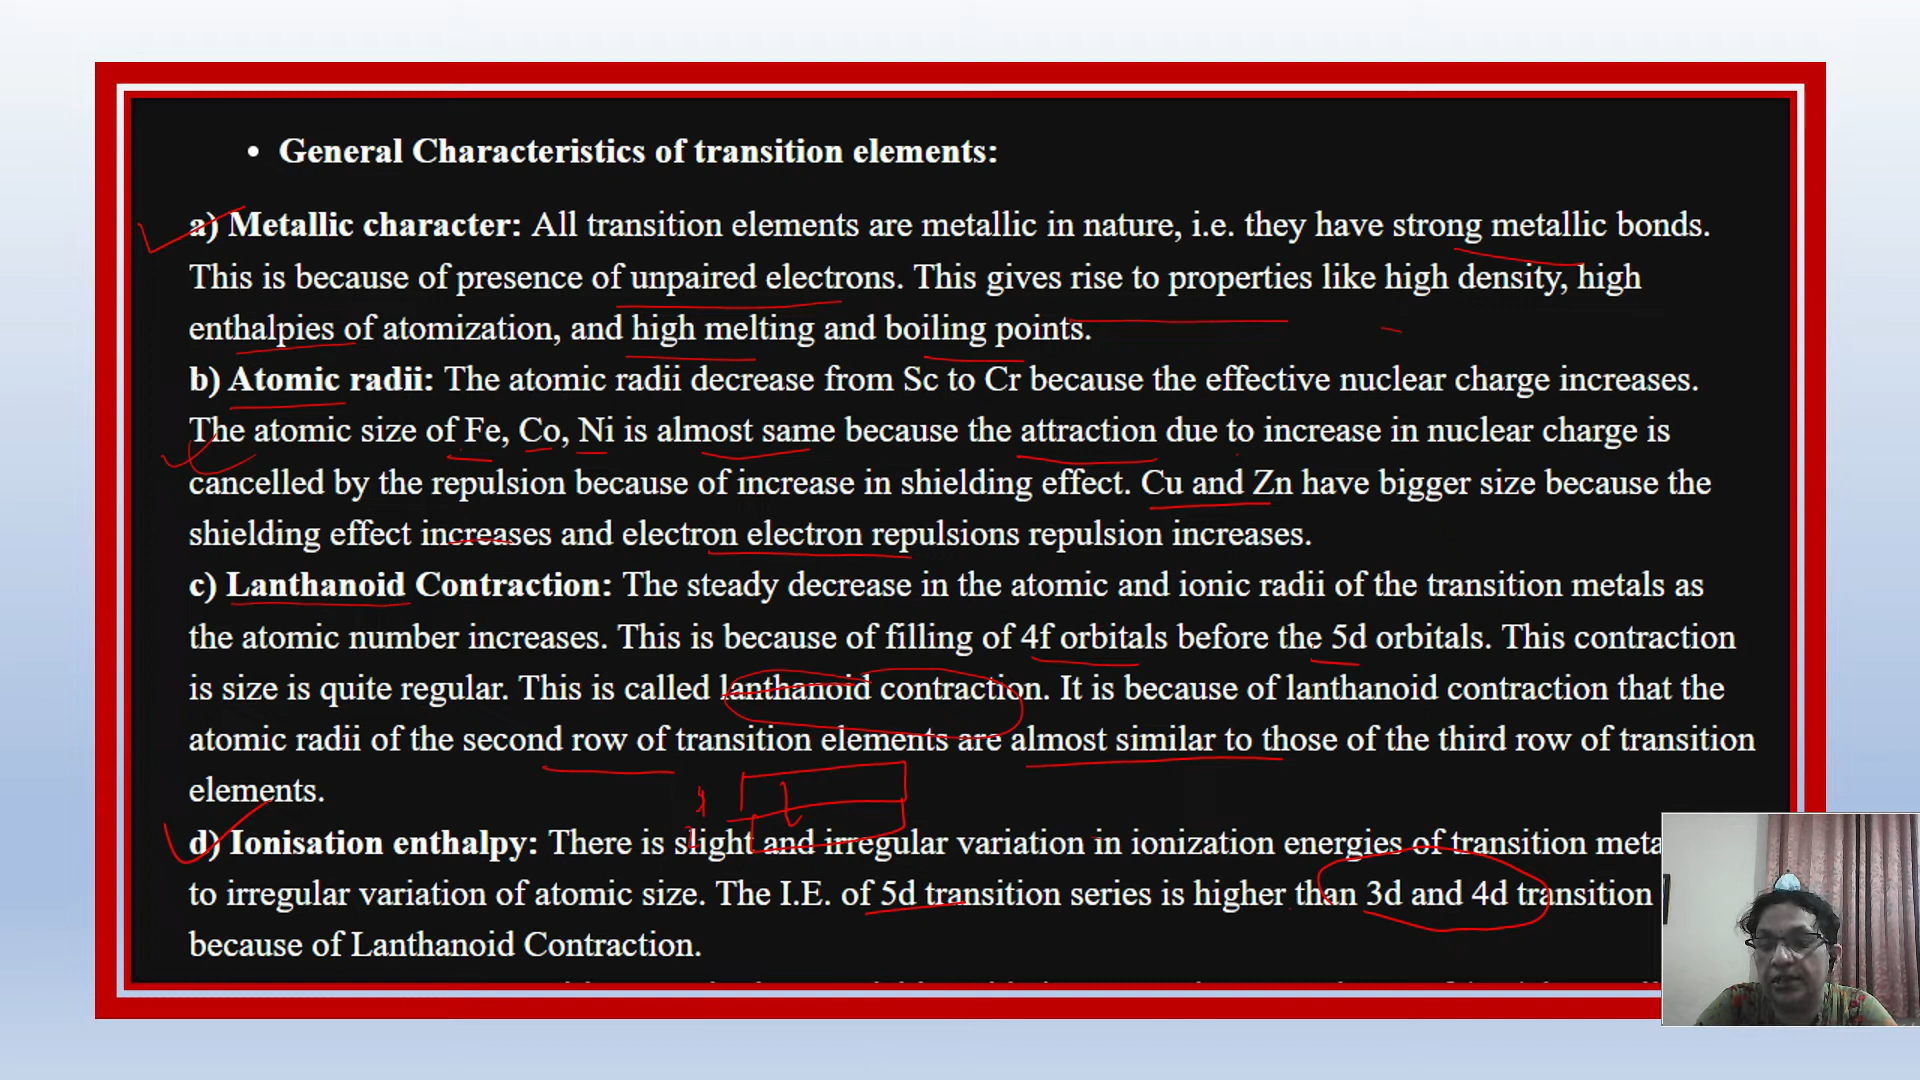 • General Characteristics of transition elements:
a) Metallic character: All transition elements are metallic in nature, i.e. they have strong metallic bonds.
This is because of presence of unpaired electrons. This gives rise to properties like high density, high
enthalpies of atomization, and high melting and boiling points.
b) Atomic radii: The atomic radii decrease from Sc to Cr because the effective nuclear charge increases.
The atomic size of Fe, Co, Ni is almost same because the attraction due to increase in nuclear charge is
cancelled by the repulsion because of increase in shielding effect. Cu and Zn have bigger size because the
shielding effect increases and electron electron repulsions repulsion increases.
c) Lanthanoid Contraction: The steady decrease in the atomic and ionic radii of the transition metals as
the atomic number increases. This is because of filling of 4f orbitals before the 5d orbitals. This contraction
is size is quite regular. This is called lanthanoid contraction. It is because of lanthanoid contraction that the
atomic radii of the second row of transition elements are almost similar to those of the third row of transition
elements.
d) Ionisation enthalpy: There is slight and irregular variation in ionization energies of transition
to irregular variation of atomic size. The I.E. of 5d transition series is higher than 3d and 4d transition
because of Lanthanoid Contraction.